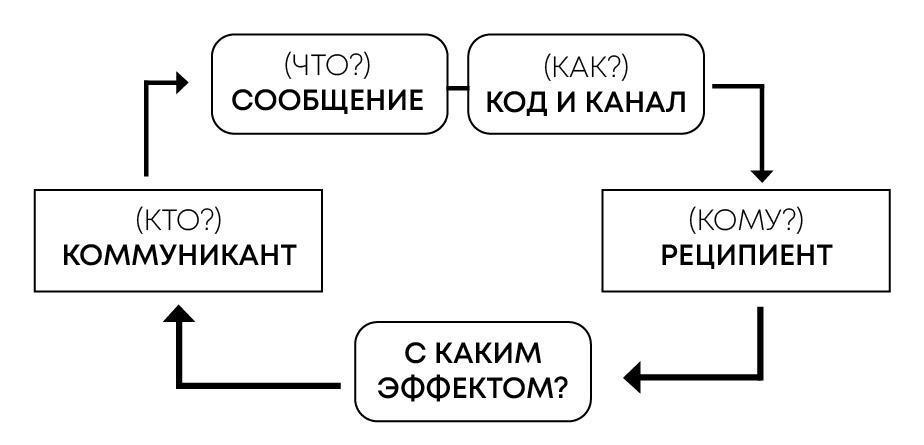 (ЧТО?)
СООБЩЕНИЕ
(КАК?)
КОД И КАНАЛ
(КТО?)
КОММУНИКАНТ
(КОМУ?)
РЕЦИПИЕНТ
С КАКИМ
ЭФФЕКТОМ?